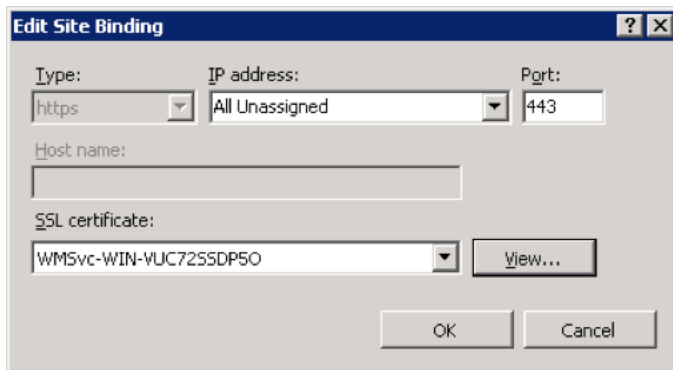 Edit Site Binding
Type: IP address: Port:
https All Unassigned 443
Host name:
SSL certificate:
WMSvc-WIN-VUC72SSDP5O View...
OK Cancel